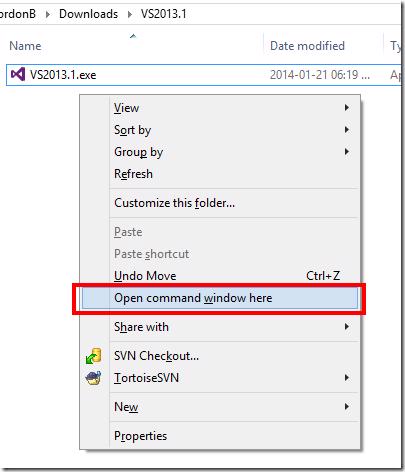 ordonB ▸ Downloads ▸ VS2013.1
Name Date modified Ty
VS2013.1.exe 2014-01-21 06:19 ... Ap
View
Sort by
Group by
Refresh
Customize this folder...
Paste
Paste shortcut
Undo Move Ctrl+Z
Open command window here
Share with
SVN Checkout...
TortoiseSVN
New
Properties